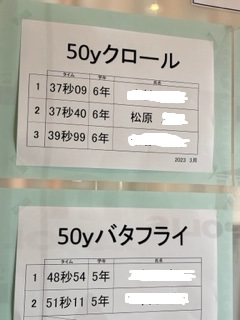 50yクロール
タイム 学年 氏名
1 37秒09 6年
2 37秒40 6年 松原
3 39秒99 6年
2023 3月
50yバタフライ
タイム 学年 氏名
1 48秒54 5年
2 51秒11 5年